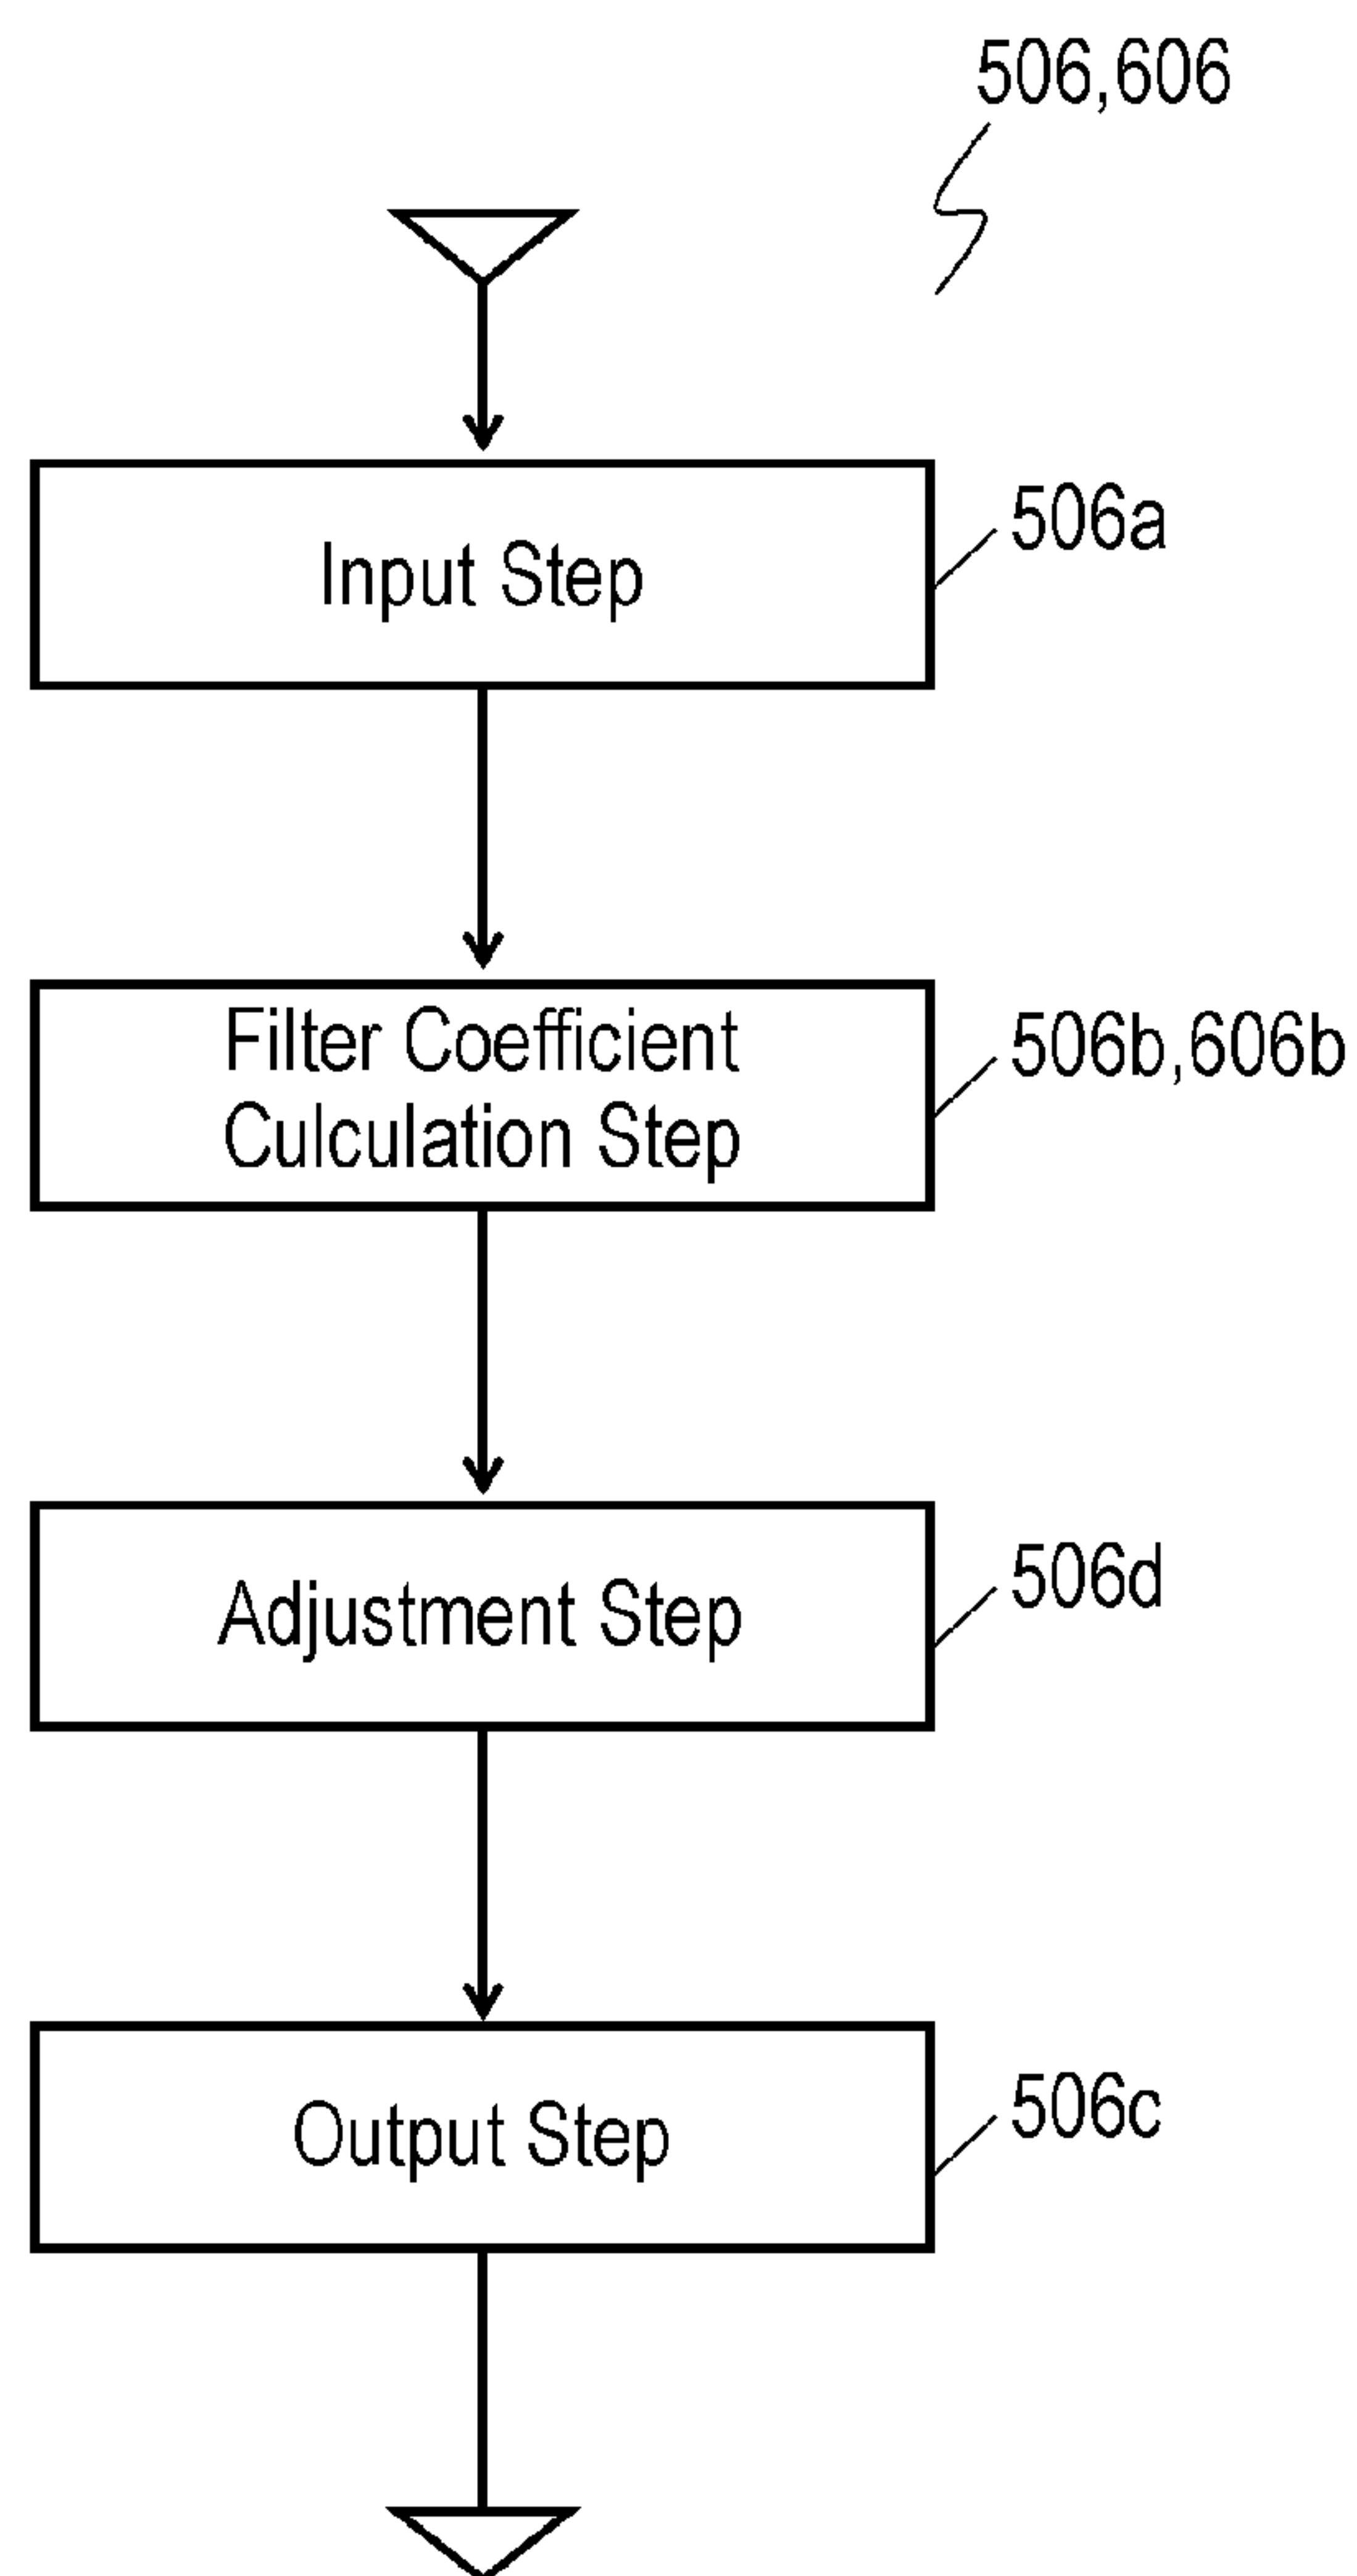 506,606
Input Step
506a
Filter Coefficient
Culculation Step
506b,606b
Adjustment Step
506d
Output Step
506c